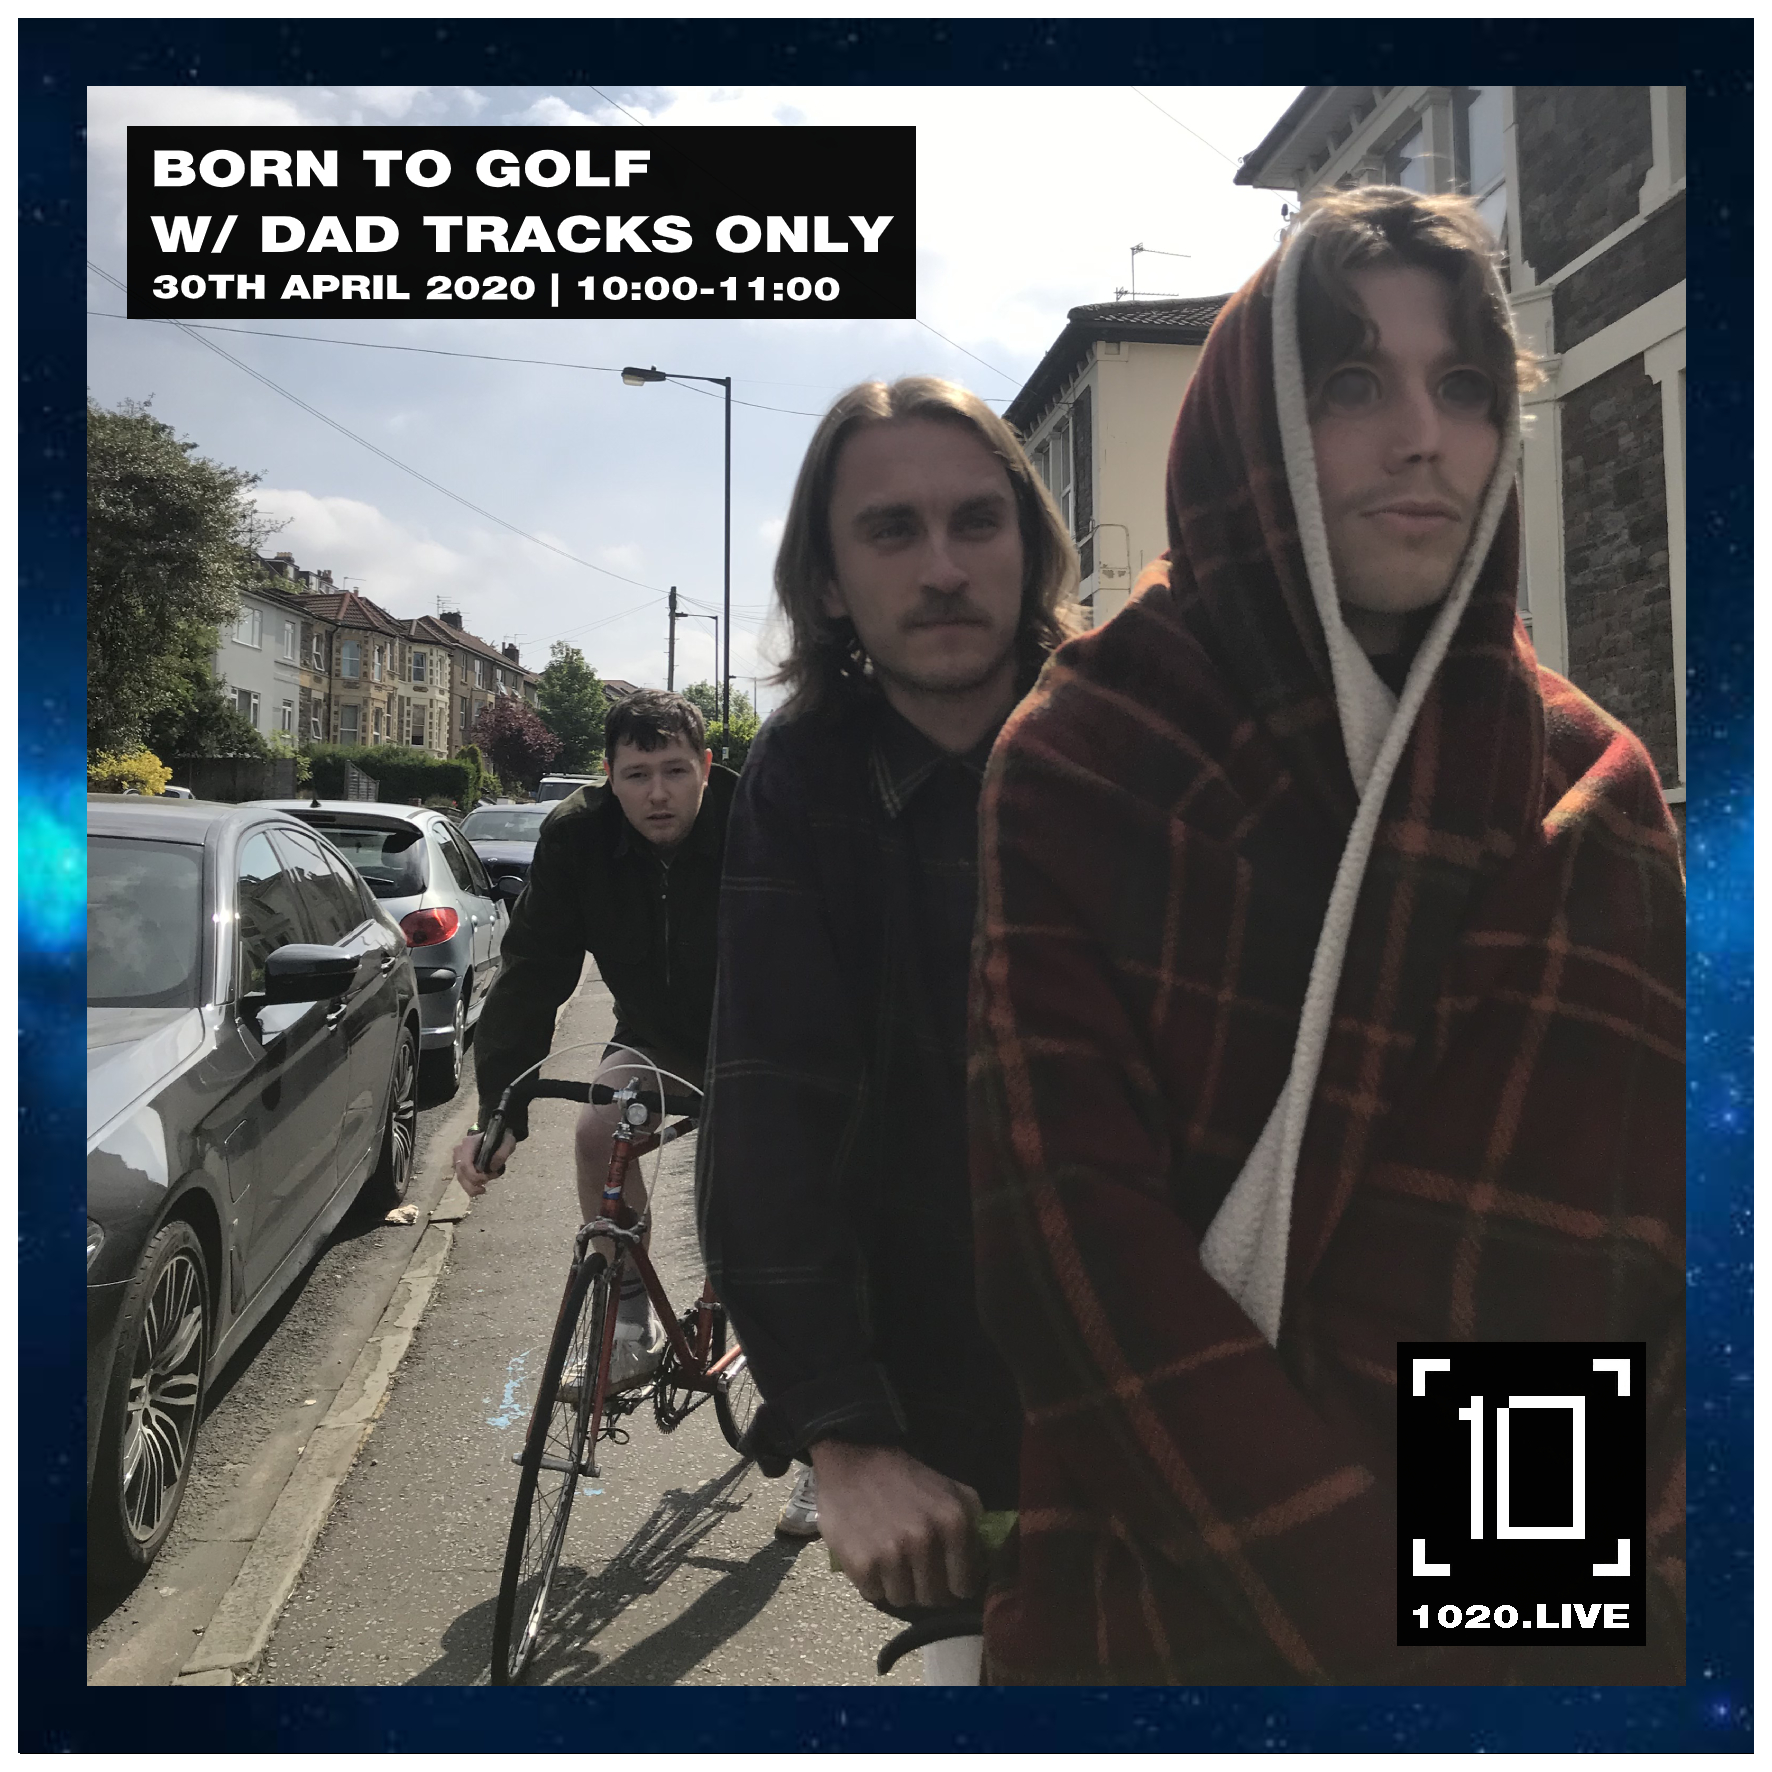 BORN TO GOLF
W/ DAD TRACKS ONLY
30TH APRIL 2020 | 10:00-11:00
10
1020.LIVE